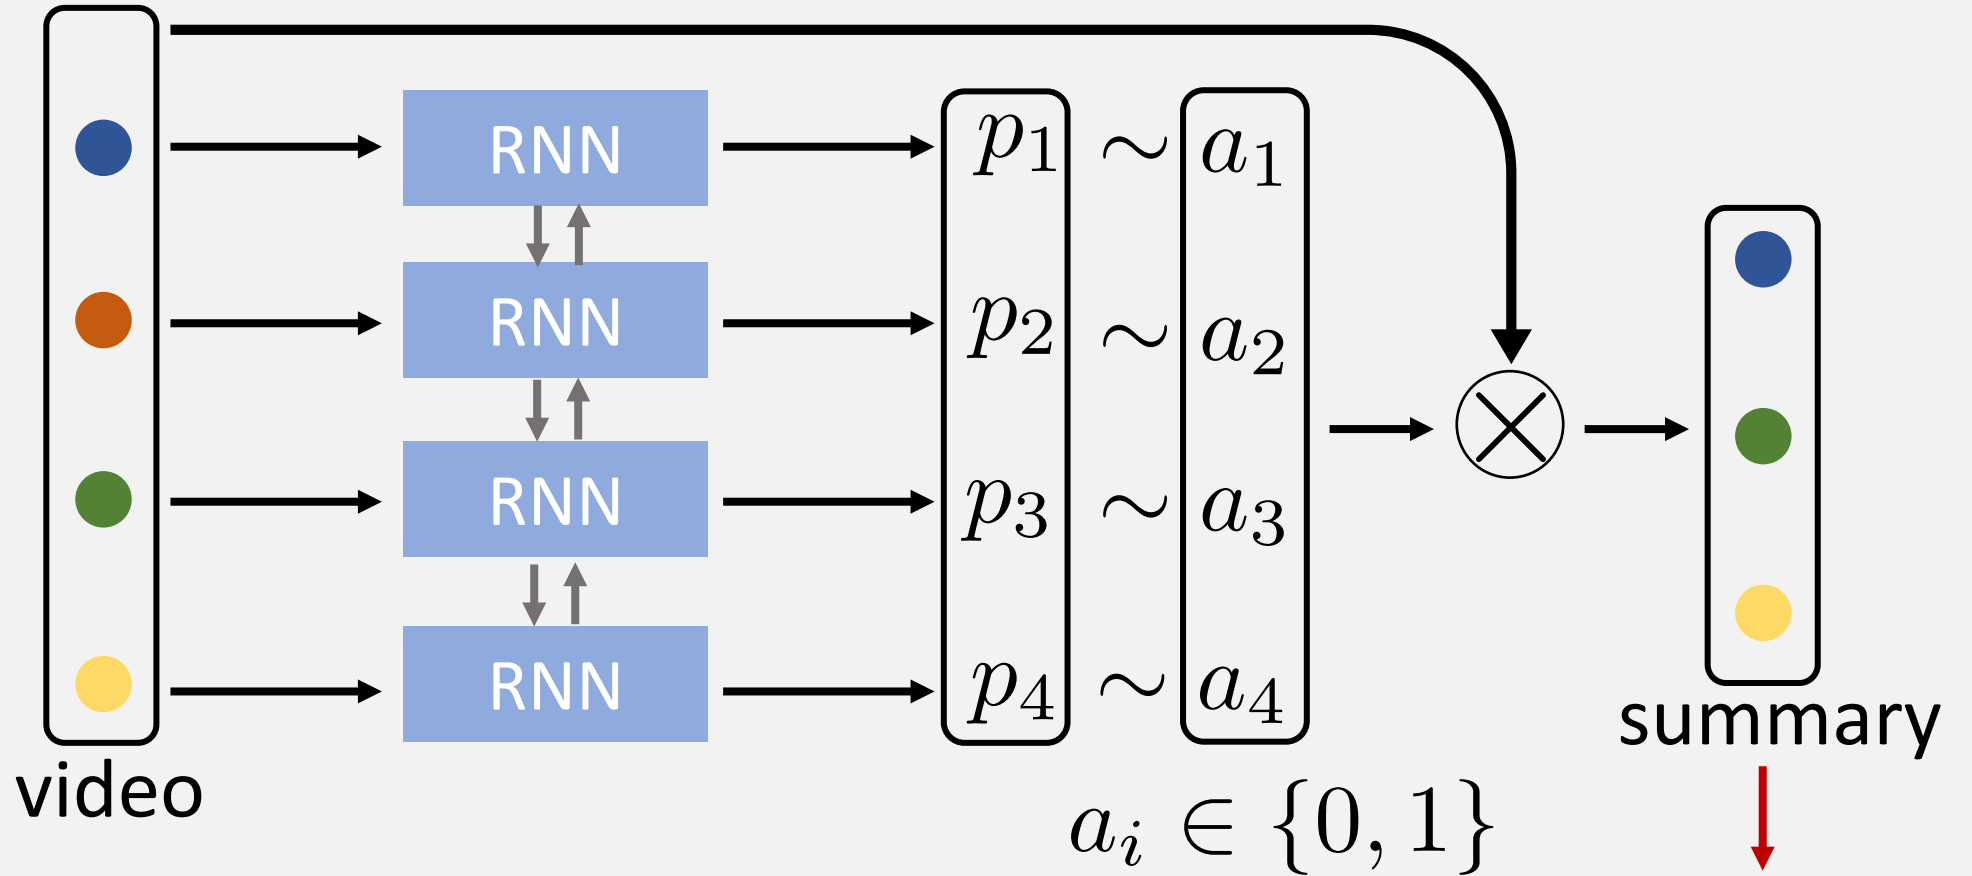 RNN p₁ ~ a₁
RNN p₂ ~ a₂
RNN p₃ ~ a₃
RNN p₄ ~ a₄
summary
video
aᵢ ∈ {0, 1}